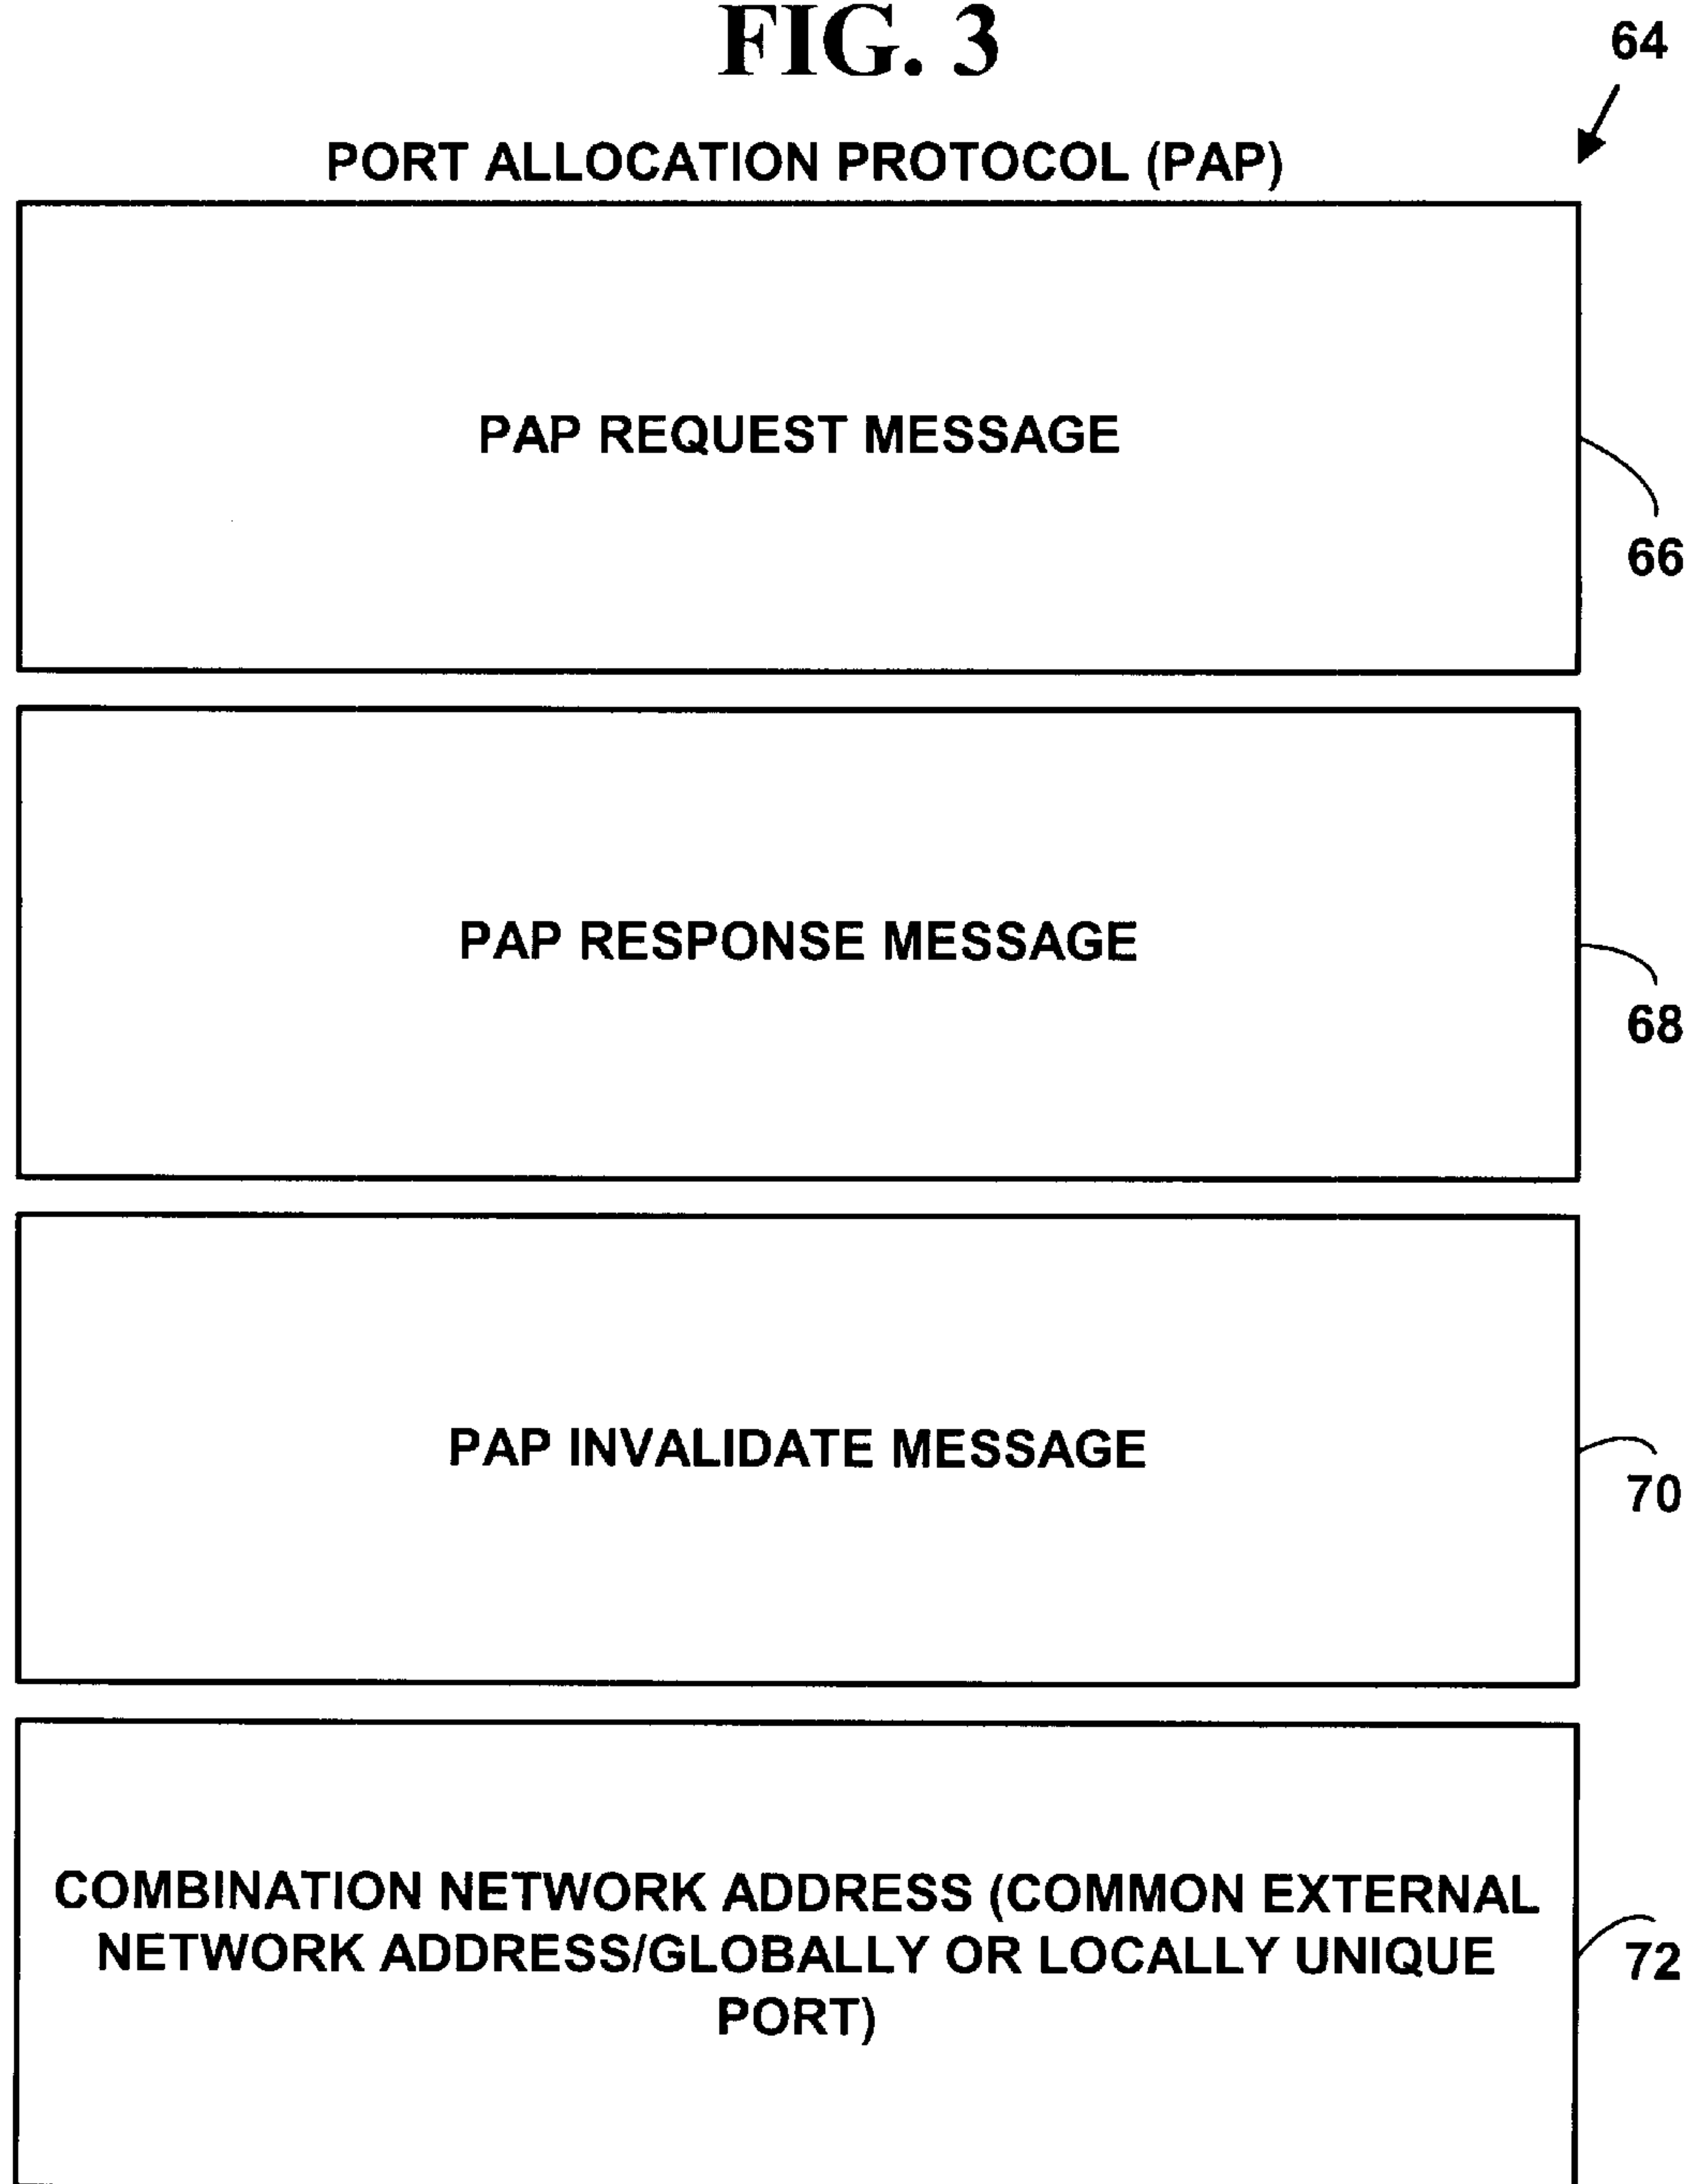 FIG. 3
64
PORT ALLOCATION PROTOCOL (PAP)
PAP REQUEST MESSAGE
66
PAP RESPONSE MESSAGE
68
PAP INVALIDATE MESSAGE
70
COMBINATION NETWORK ADDRESS (COMMON EXTERNAL
NETWORK ADDRESS/GLOBALLY OR LOCALLY UNIQUE
PORT)
72